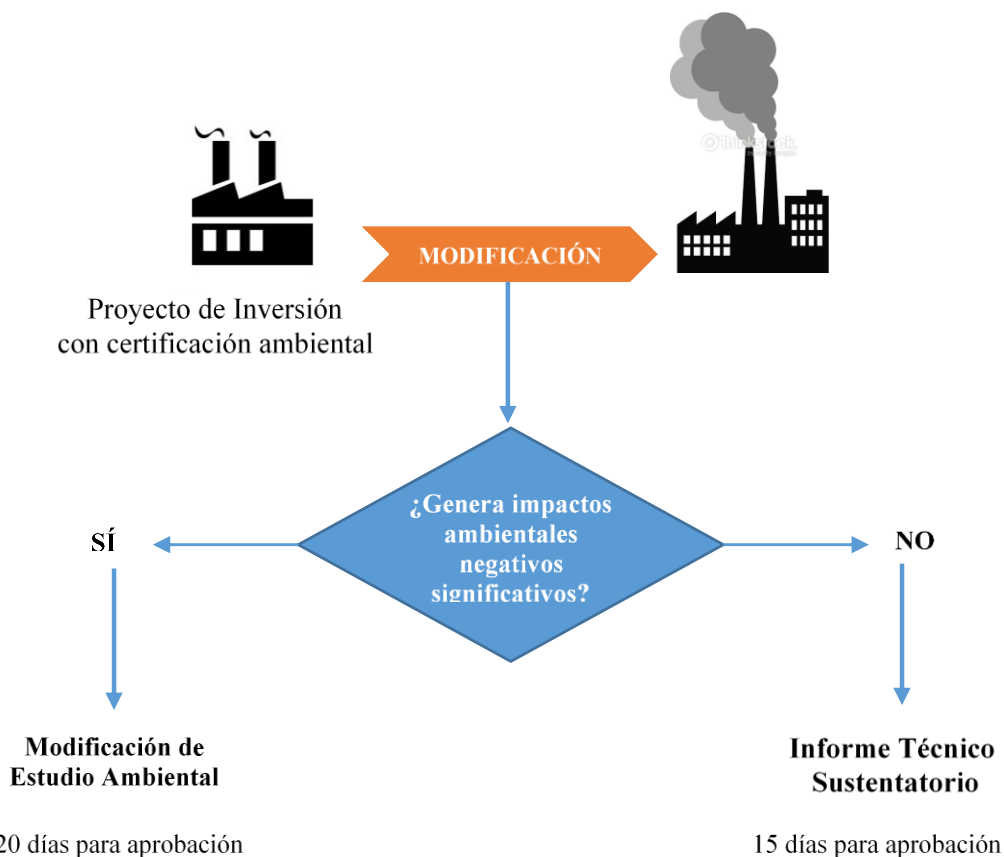 ©Thinkstock
MODIFICACIÓN
Proyecto de Inversión
con certificación ambiental
¿Genera impactos
ambientales
negativos
significativos?
SÍ
NO
Modificación de
Estudio Ambiental
Informe Técnico
Sustentatorio
20 días para aprobación
15 días para aprobación